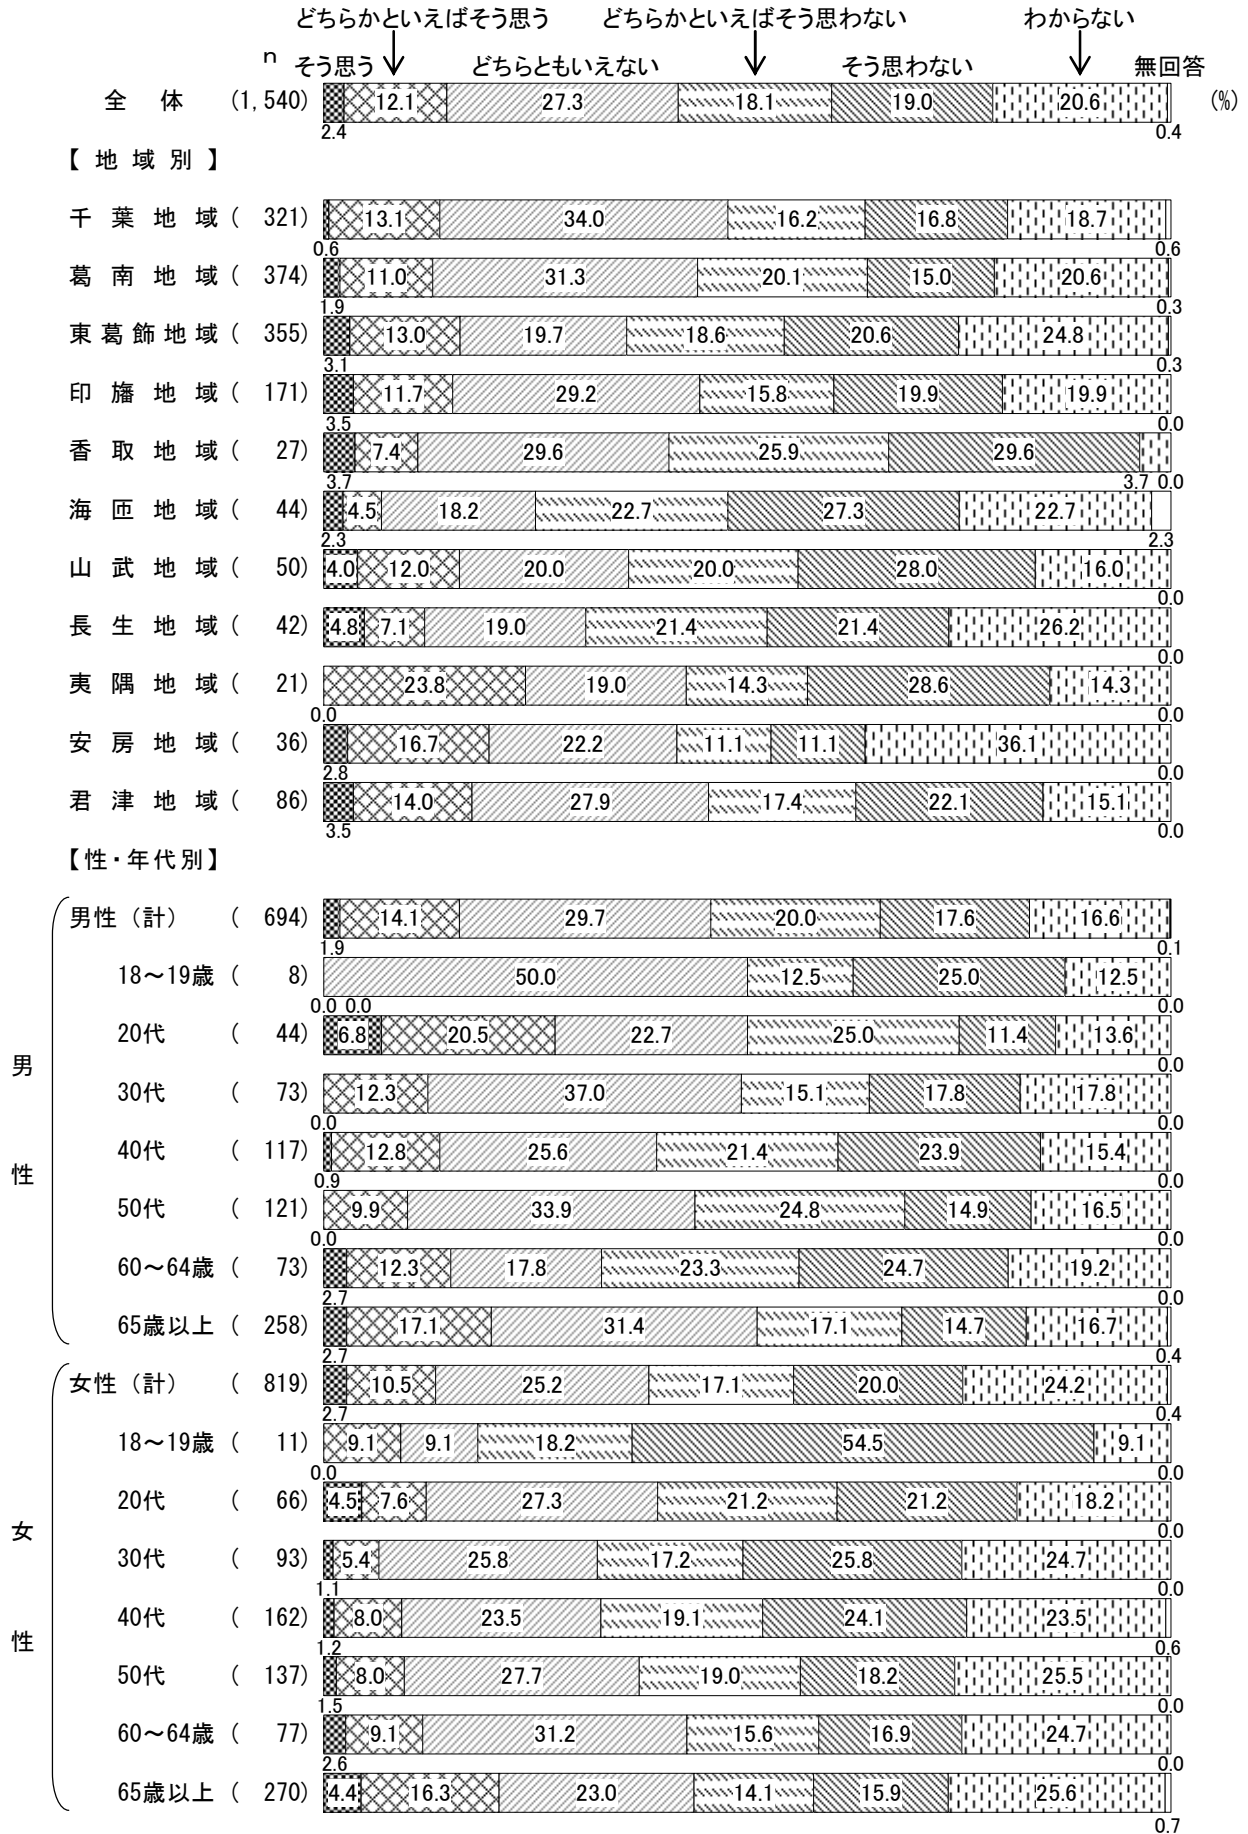 どちらかといえばそう思う　どちらかといえばそう思わない　わからない
n　そう思う　どちらともいえない　そう思わない　無回答
全体 (1,540) 12.1 27.3 18.1 19.0 20.6 (%)
2.4 0.4
【地域別】
千葉地域( 321) 13.1 34.0 16.2 16.8 18.7
0.6 0.6
葛南地域( 374) 11.0 31.3 20.1 15.0 20.6
1.9 0.3
東葛飾地域( 355) 13.0 19.7 18.6 20.6 24.8
3.1 0.3
印旛地域( 171) 11.7 29.2 15.8 19.9 19.9
3.5 0.0
香取地域( 27) 7.4 29.6 25.9 29.6
3.7 3.7 0.0
海匝地域( 44) 4.5 18.2 22.7 27.3 22.7
2.3 2.3
山武地域( 50) 4.0 12.0 20.0 20.0 28.0 16.0
0.0
長生地域( 42) 4.8 7.1 19.0 21.4 21.4 26.2
0.0
夷隅地域( 21) 23.8 19.0 14.3 28.6 14.3
0.0 0.0
安房地域( 36) 16.7 22.2 11.1 11.1 36.1
2.8 0.0
君津地域( 86) 14.0 27.9 17.4 22.1 15.1
3.5 0.0
【性・年代別】
男性（計） ( 694) 14.1 29.7 20.0 17.6 16.6
1.9 0.1
18～19歳( 8) 50.0 12.5 25.0 12.5
0.0 0.0 0.0
20代 ( 44) 6.8 20.5 22.7 25.0 11.4 13.6
0.0
男
30代 ( 73) 12.3 37.0 15.1 17.8 17.8
0.0 0.0
40代 ( 117) 12.8 25.6 21.4 23.9 15.4
性
0.9 0.0
50代 ( 121) 9.9 33.9 24.8 14.9 16.5
0.0 0.0
60～64歳( 73) 12.3 17.8 23.3 24.7 19.2
2.7 0.0
65歳以上( 258) 17.1 31.4 17.1 14.7 16.7
2.7 0.4
女性（計） ( 819) 10.5 25.2 17.1 20.0 24.2
2.7 0.4
18～19歳( 11) 9.1 9.1 18.2 54.5 9.1
0.0 0.0
20代 ( 66) 4.5 7.6 27.3 21.2 21.2 18.2
0.0
女
30代 ( 93) 5.4 25.8 17.2 25.8 24.7
1.1 0.0
40代 ( 162) 8.0 23.5 19.1 24.1 23.5
性
1.2 0.6
50代 ( 137) 8.0 27.7 19.0 18.2 25.5
1.5 0.0
60～64歳( 77) 9.1 31.2 15.6 16.9 24.7
2.6 0.0
65歳以上( 270) 4.4 16.3 23.0 14.1 15.9 25.6
0.7